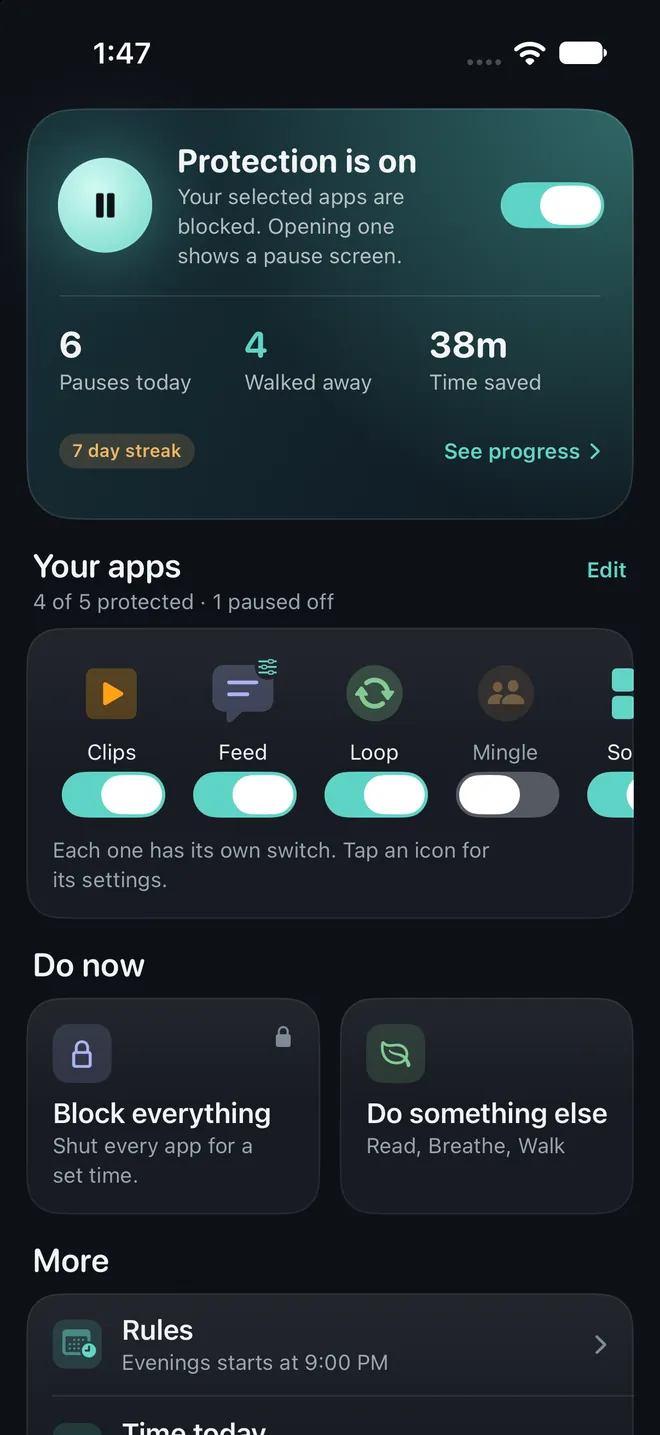 1:47
Protection is on
Your selected apps are
blocked. Opening one
shows a pause screen.
6
Pauses today
4
Walked away
38m
Time saved
7 day streak
See progress
Your apps
Edit
4 of 5 protected · 1 paused off
Clips
Feed
Loop
Mingle
So
Each one has its own switch. Tap an icon for
its settings.
Do now
Block everything
Shut every app for a
set time.
Do something else
Read, Breathe, Walk
More
Rules
Evenings starts at 9:00 PM
Time today